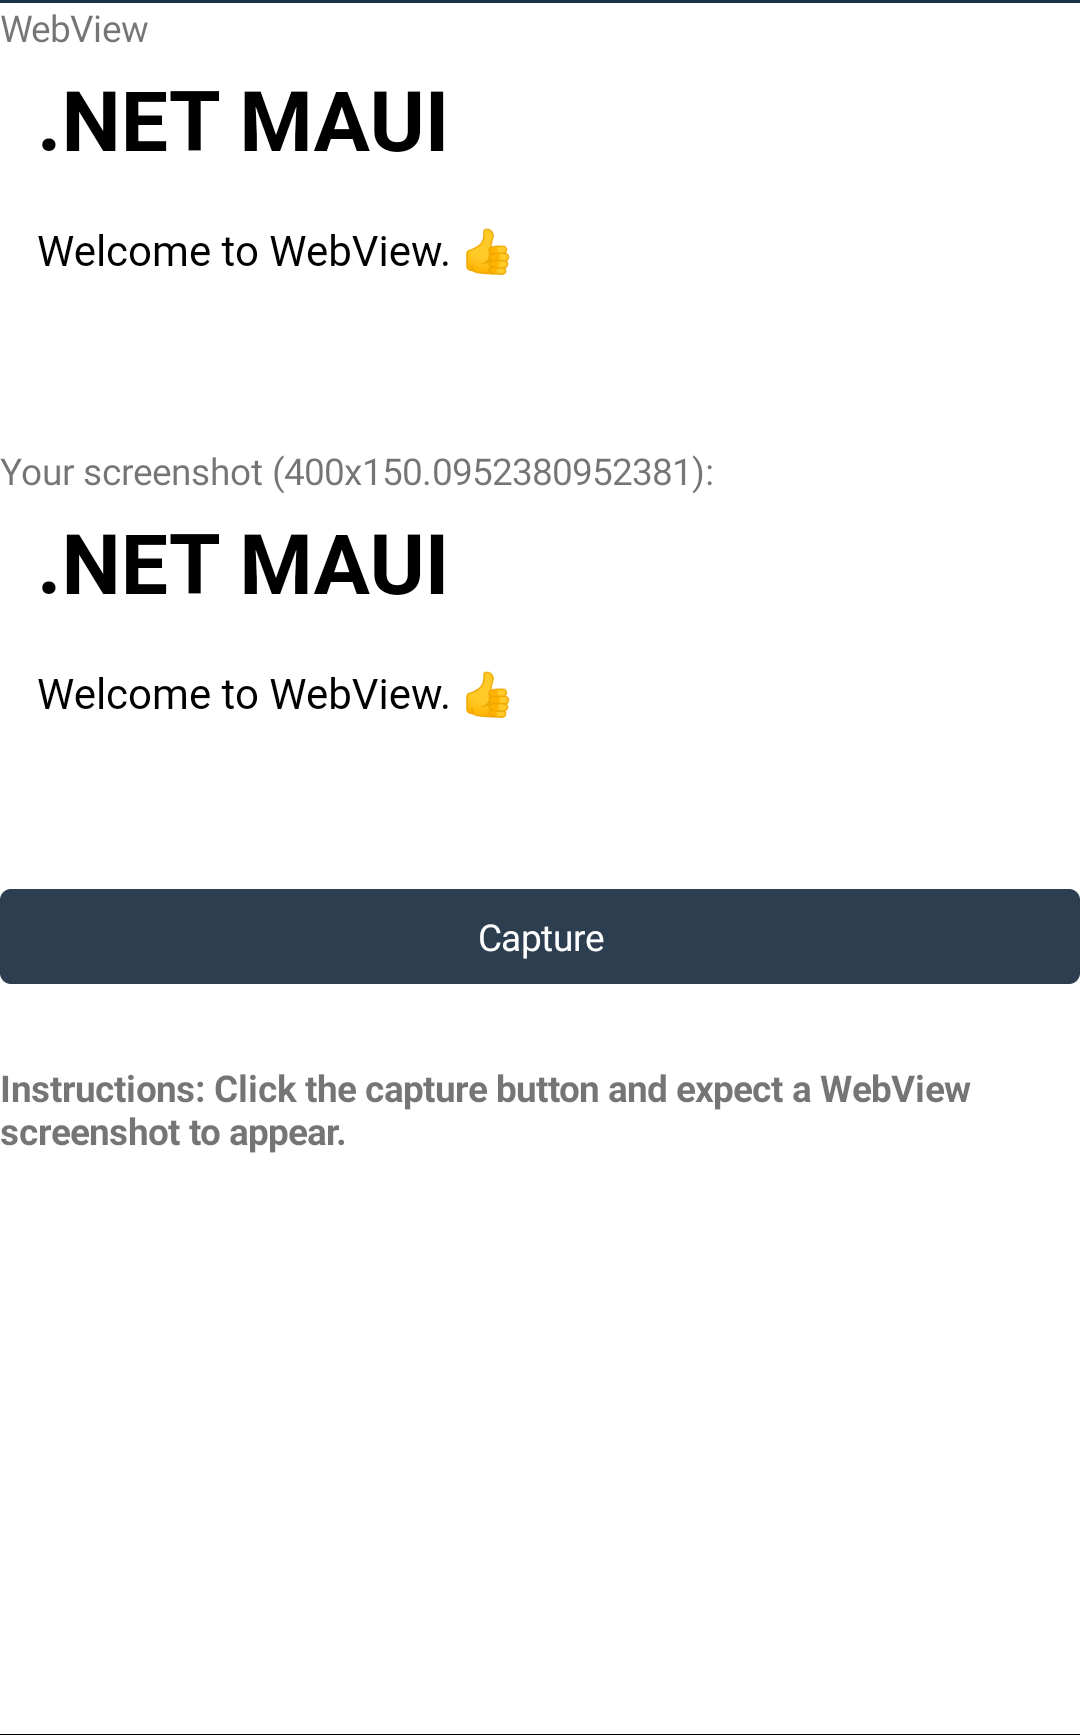 WebView
.NET MAUI
Welcome to WebView. 👍
Your screenshot (400x150.0952380952381):
.NET MAUI
Welcome to WebView. 👍
Capture
Instructions: Click the capture button and expect a WebView
screenshot to appear.